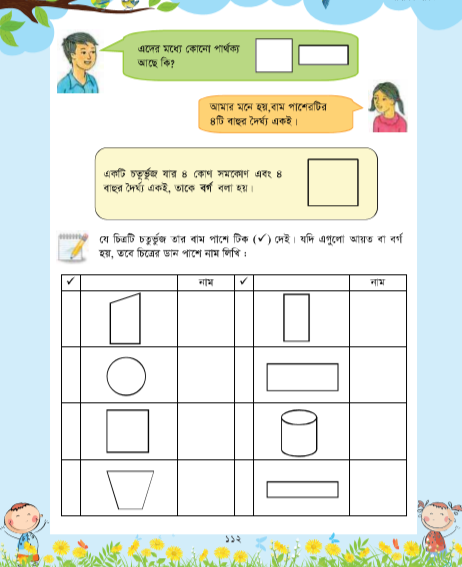 এদের মধ্যে কোনো পার্থক্য
আছে কি?
আমার মনে হয়,বাম পাশেরটির
৪টি বাহুর দৈর্ঘ্য একই।
একটি চতুর্ভুজ যার ৪ কোণ সমকোণ এবং ৪
বাহুর দৈর্ঘ্য একই, তাকে বর্গ বলা হয়।
যে চিত্রটি চতুর্ভুজ তার বাম পাশে টিক (✓) দেই। যদি এগুলো আয়ত বা বর্গ
হয়, তবে চিত্রের ডান পাশে নাম লিখি :
✓ নাম ✓ নাম
১১২